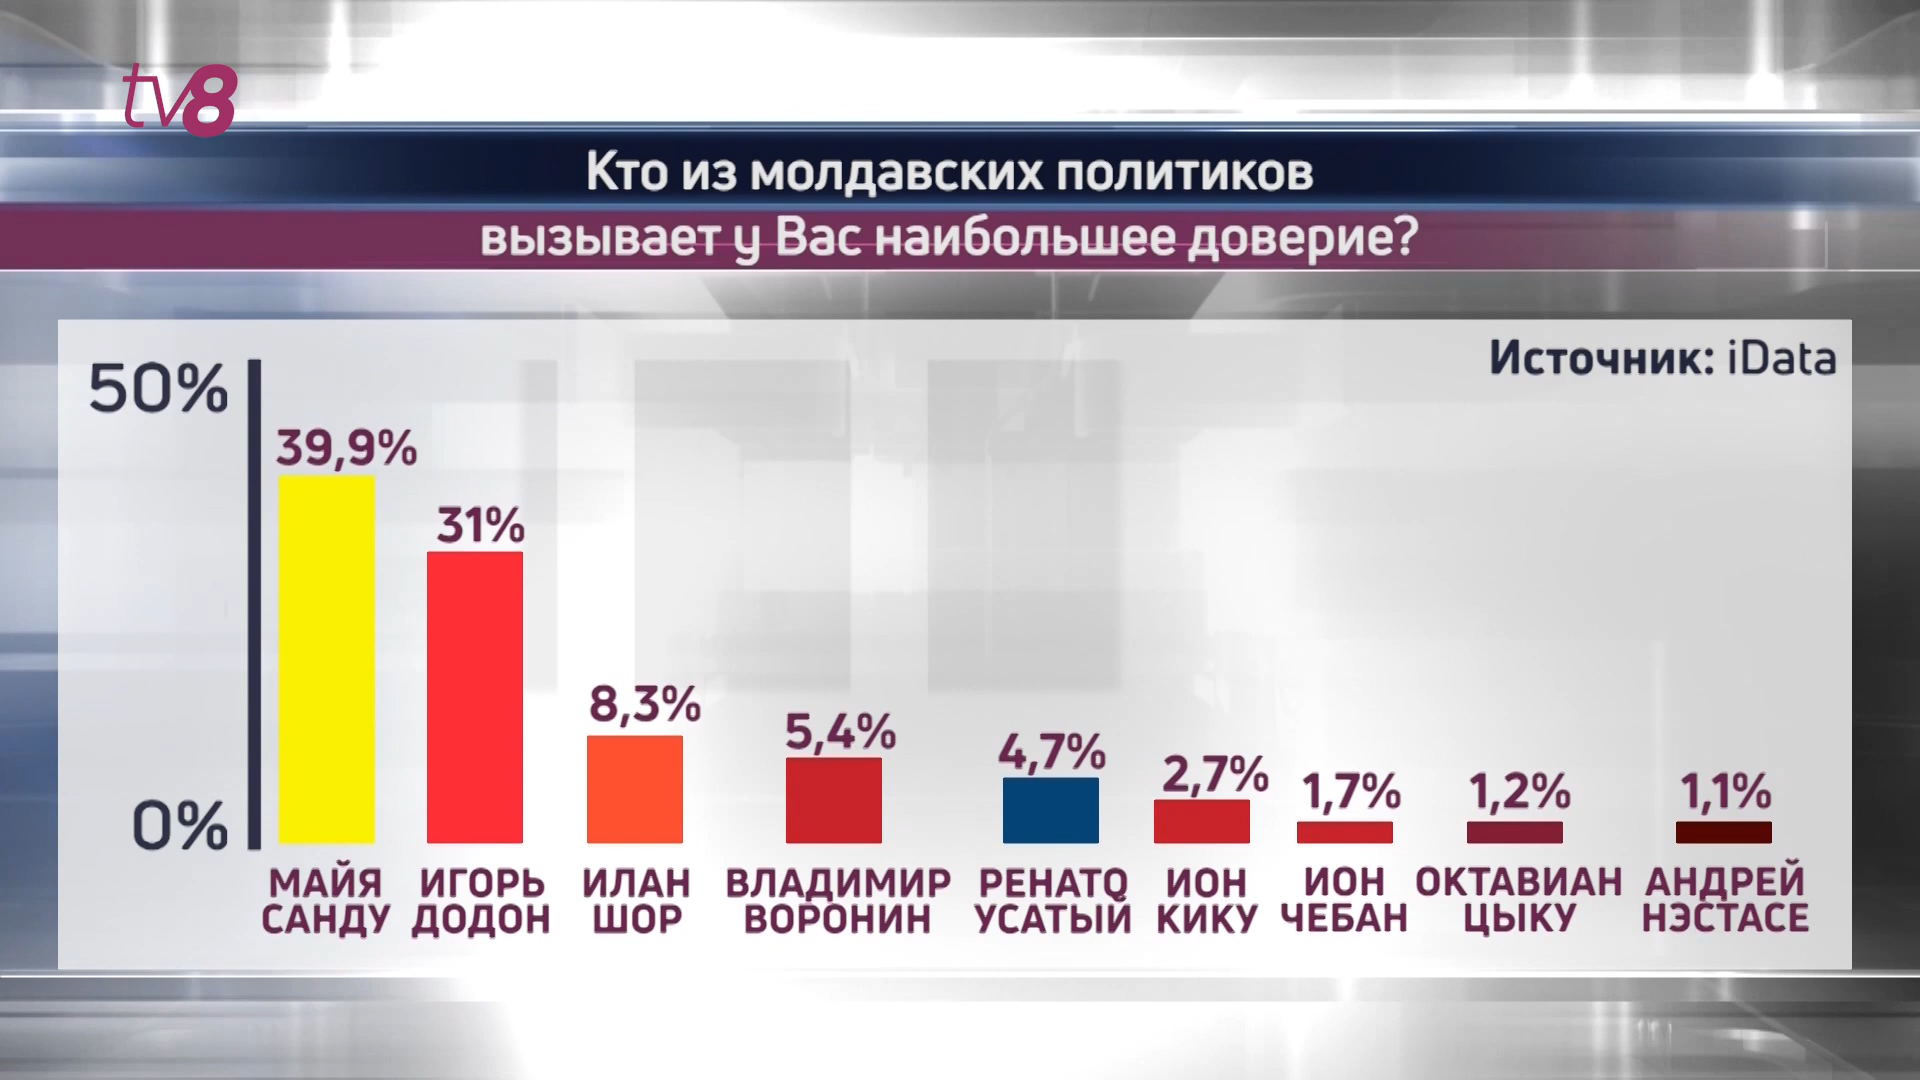 tv8
Кто из молдавских политиков
вызывает у Вас наибольшее доверие?
Источник: iData
50%
0%
39,9%
31%
8,3%
5,4%
4,7%
2,7%
1,7%
1,2%
1,1%
МАЙЯ
САНДУ
ИГОРЬ
ДОДОН
ИЛАН
ШОР
ВЛАДИМИР
ВОРОНИН
РЕНАТО
УСАТЫЙ
ИОН
КИКУ
ИОН
ЧЕБАН
ОКТАВИАН
ЦЫКУ
АНДРЕЙ
НЭСТАСЕ